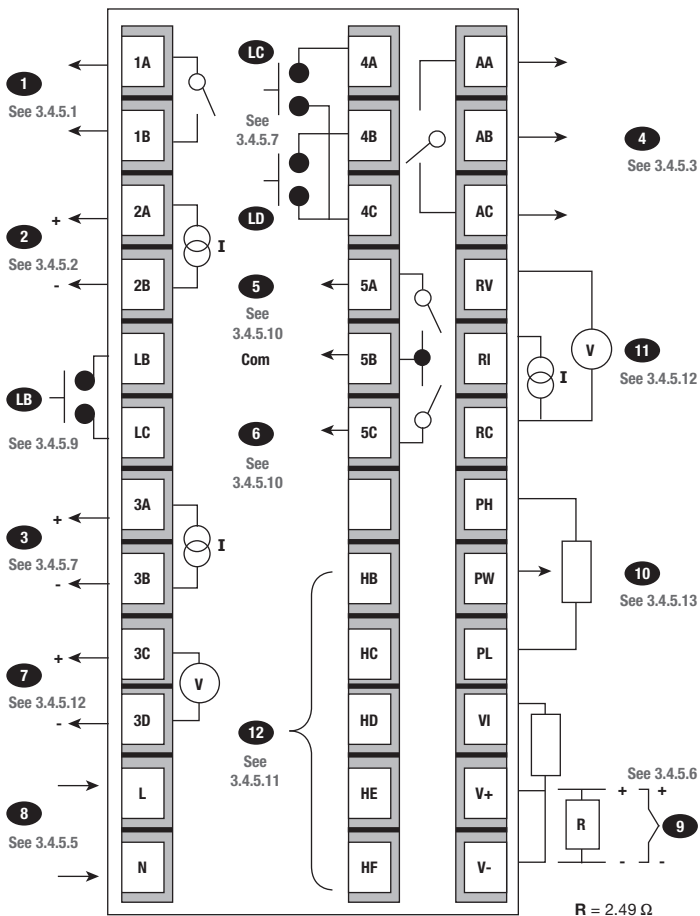 1A
1B
2A
2B
LB
LC
3A
3B
3C
3D
L
N
1
See 3.4.5.1
+
2
See 3.4.5.2
-
I
LB
See 3.4.5.9
+
3
See 3.4.5.7
-
I
+
7
See 3.4.5.12
-
V
8
See 3.4.5.5
LC
See
3.4.5.7
LD
5
See
3.4.5.10
Com
6
See
3.4.5.10
12
See
3.4.5.11
4A
4B
4C
5A
5B
5C
HB
HC
HD
HE
HF
AA
AB
AC
RV
RI
RC
PH
PW
PL
VI
V+
V-
4
See 3.4.5.3
I
V
11
See 3.4.5.12
10
See 3.4.5.13
See 3.4.5.6
+ +
R
9
- -
R = 2.49 Ω